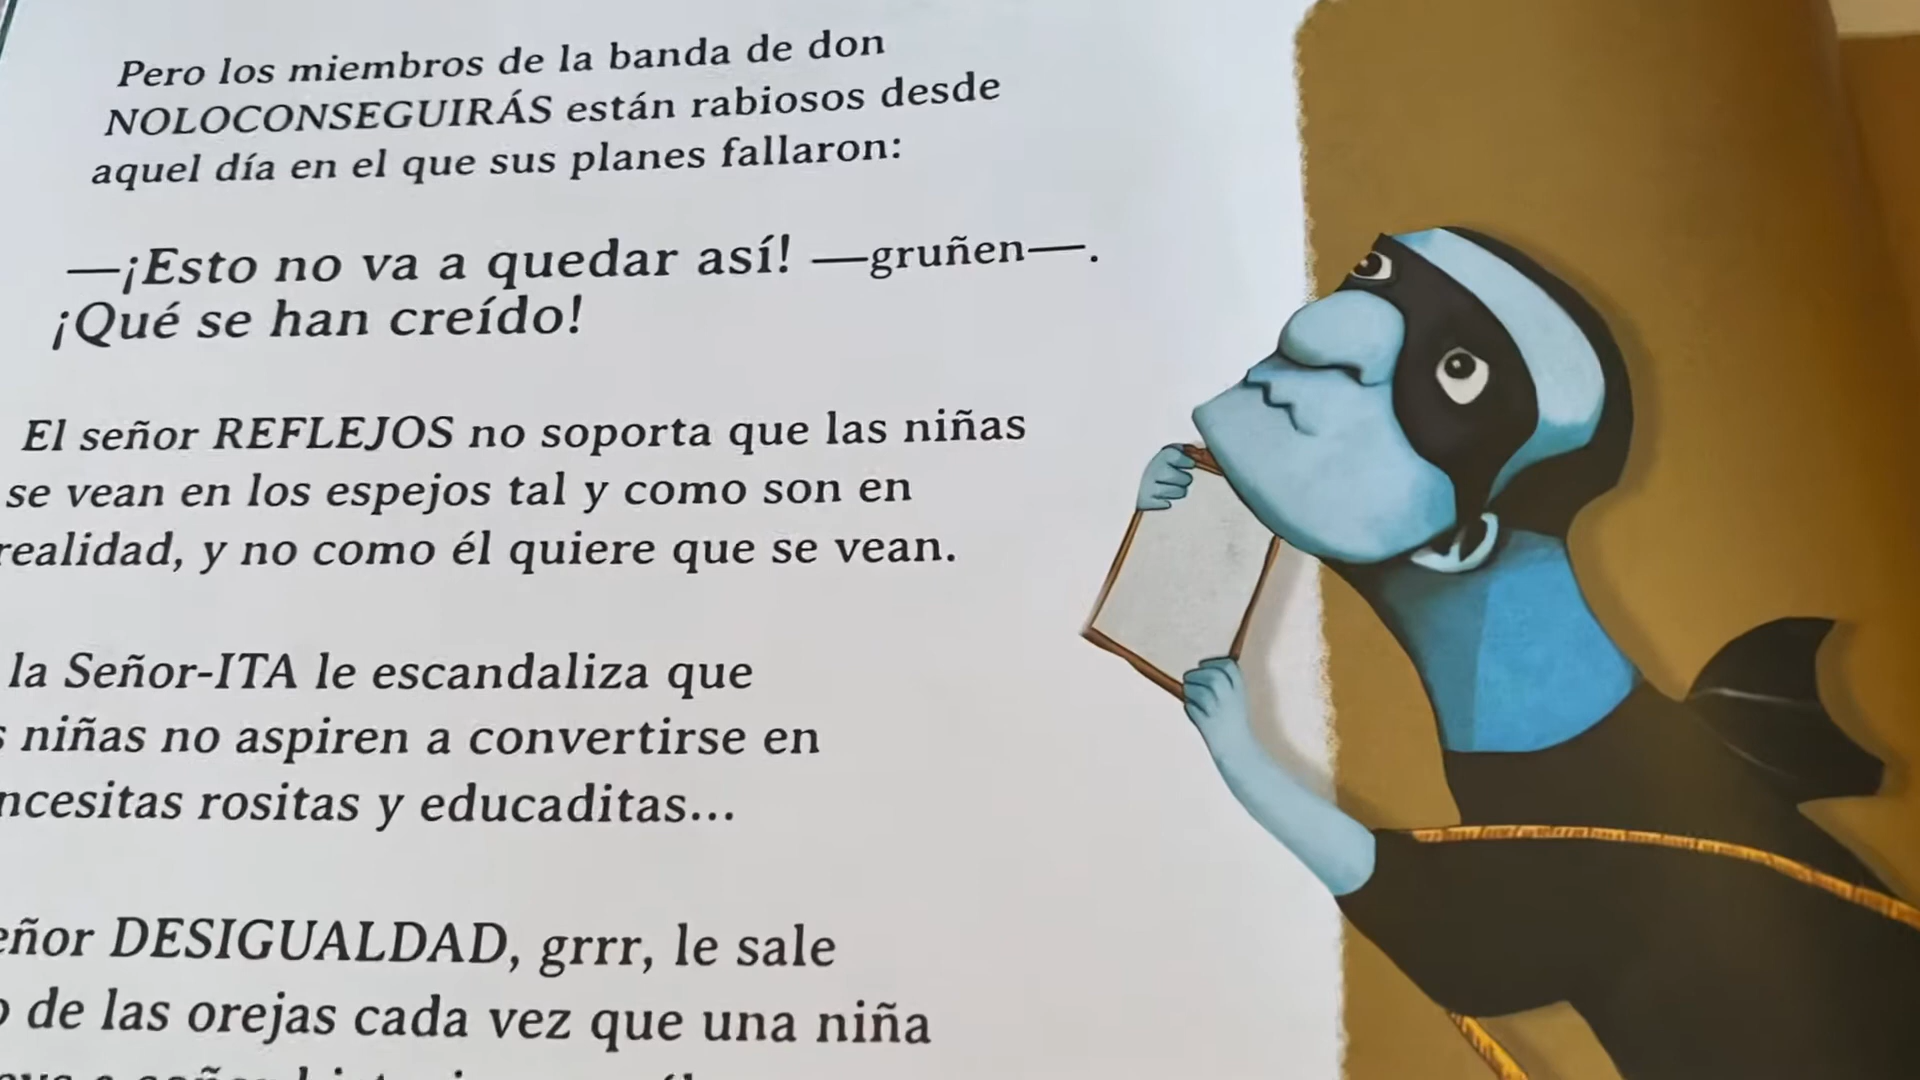 Pero los miembros de la banda de don
NOLOCONSEGUIRÁS están rabiosos desde
aquel día en el que sus planes fallaron:
—¡Esto no va a quedar así! —gruñen—.
¡Qué se han creído!
El señor REFLEJOS no soporta que las niñas
se vean en los espejos tal y como son en
realidad, y no como él quiere que se vean.
la Señor-ITA le escandaliza que
niñas no aspiren a convertirse en
ncesitas rositas y educaditas...
eñor DESIGUALDAD, grrr, le sale
de las orejas cada vez que una niña